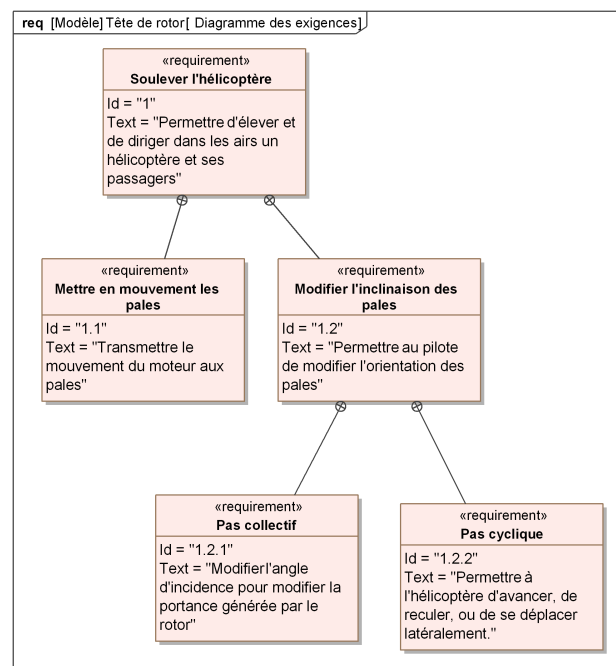 req [Modèle] Tête de rotor[ Diagramme des exigences]
«requirement»
Soulever l'hélicoptère
Id = "1"
Text = "Permettre d'élever et
de diriger dans les airs un
hélicoptère et ses
passagers"
«requirement»
Mettre en mouvement les
pales
Id = "1.1"
Text = "Transmettre le
mouvement du moteur aux
pales"
«requirement»
Modifier l'inclinaison des
pales
Id = "1.2"
Text = "Permettre au pilote
de modifier l'orientation des
pales"
«requirement»
Pas collectif
Id = "1.2.1"
Text = "Modifier l'angle
d'incidence pour modifier la
portance générée par le
rotor"
«requirement»
Pas cyclique
Id = "1.2.2"
Text = "Permettre à
l'hélicoptère d'avancer, de
reculer, ou de se déplacer
latéralement."